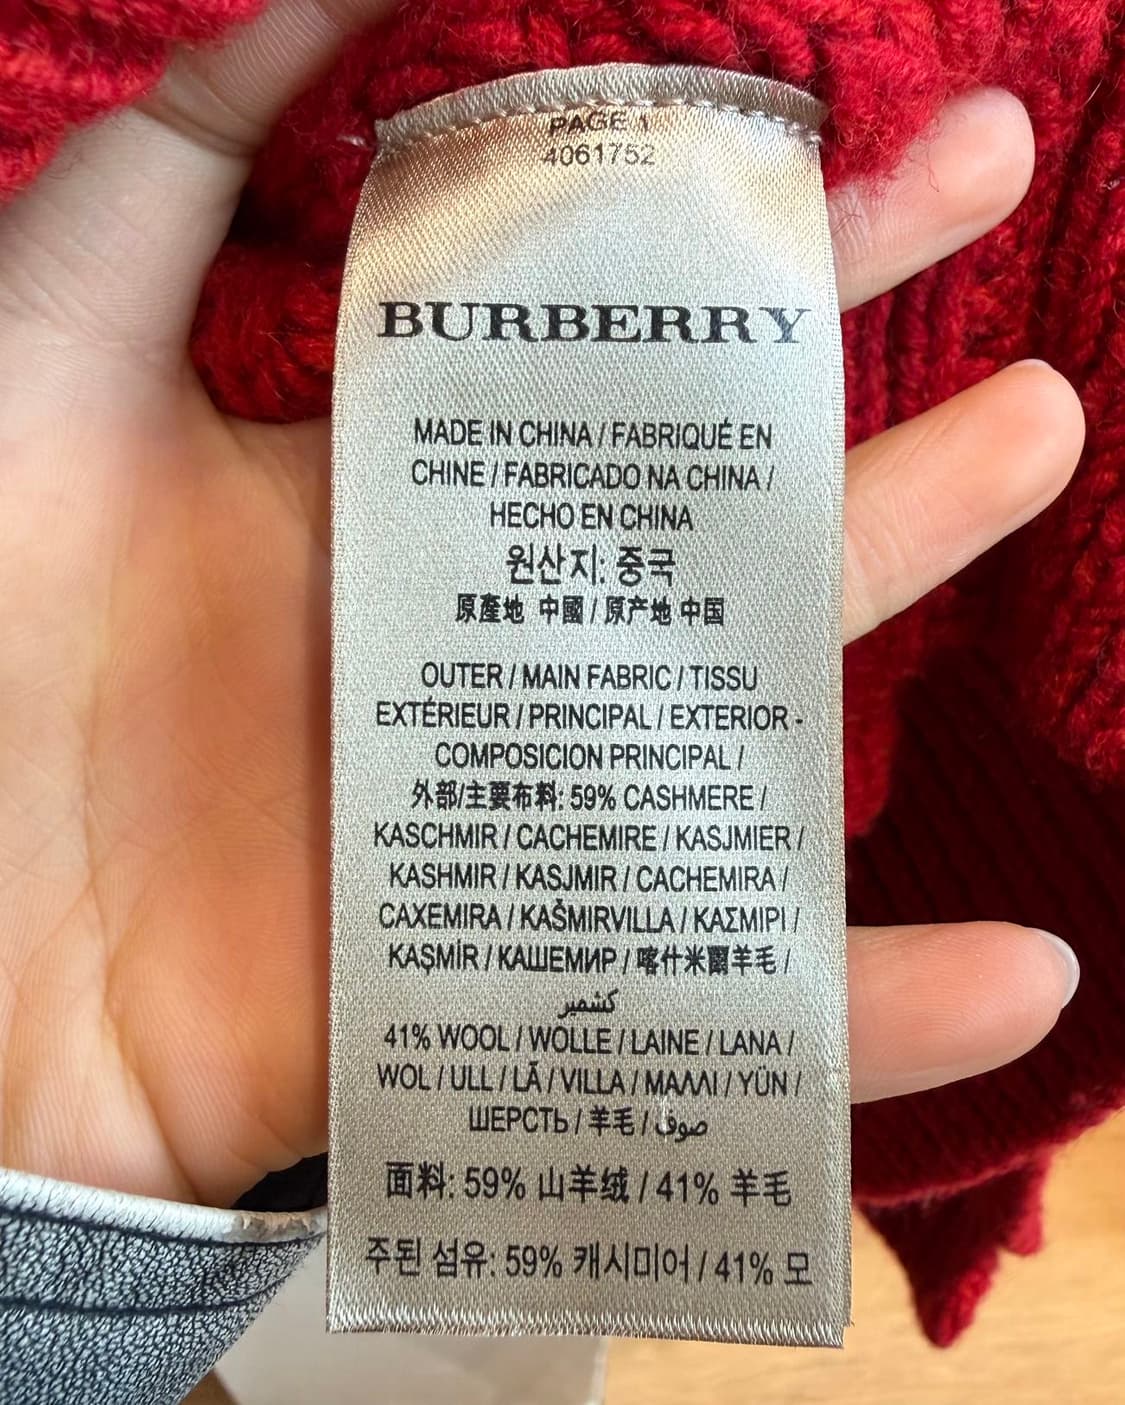 PAGE 1
4061752
BURBERRY
MADE IN CHINA / FABRIQUÉ EN
CHINE / FABRICADO NA CHINA /
HECHO EN CHINA
원산지: 중국
原產地 中國 / 原产地 中国
OUTER / MAIN FABRIC / TISSU
EXTÉRIEUR / PRINCIPAL / EXTERIOR -
COMPOSICION PRINCIPAL /
外部/主要布料: 59% CASHMERE /
KASCHMIR / CACHEMIRE / KASJMIER /
KASHMIR / KASJMIR / CACHEMIRA /
CAXEMIRA / KAŠMIRVILLA / ΚΑΣΜΙΡΙ /
KAŞMİR / КАШЕМИР / 喀什米爾羊毛 /
كشمير
41% WOOL / WOLLE / LAINE / LANA /
WOL / ULL / LÃ / VILLA / ΜΑΛΛΙ / YÜN /
ШЕРСТЬ / 羊毛 / صوف
面料: 59% 山羊绒 / 41% 羊毛
주된 섬유: 59% 캐시미어 / 41% 모